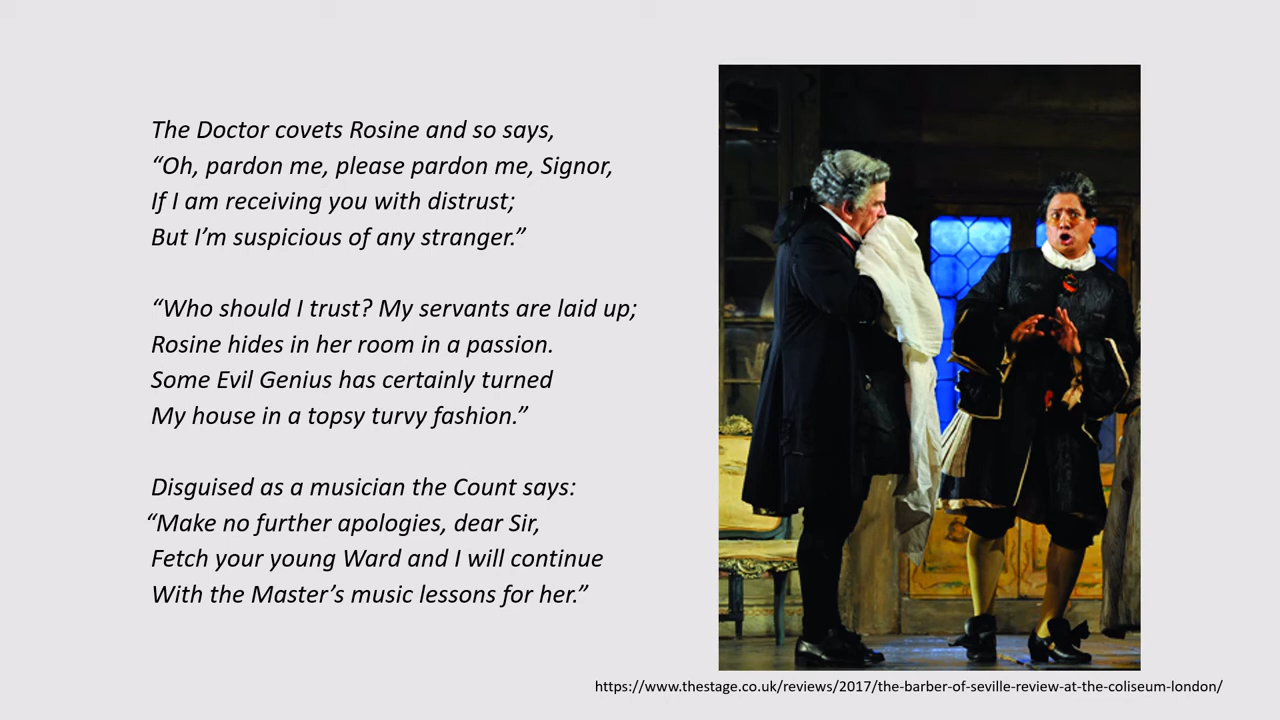 The Doctor covets Rosine and so says,
“Oh, pardon me, please pardon me, Signor,
If I am receiving you with distrust;
But I’m suspicious of any stranger.”
“Who should I trust? My servants are laid up;
Rosine hides in her room in a passion.
Some Evil Genius has certainly turned
My house in a topsy turvy fashion.”
Disguised as a musician the Count says:
“Make no further apologies, dear Sir,
Fetch your young Ward and I will continue
With the Master’s music lessons for her.”
https://www.thestage.co.uk/reviews/2017/the-barber-of-seville-review-at-the-coliseum-london/